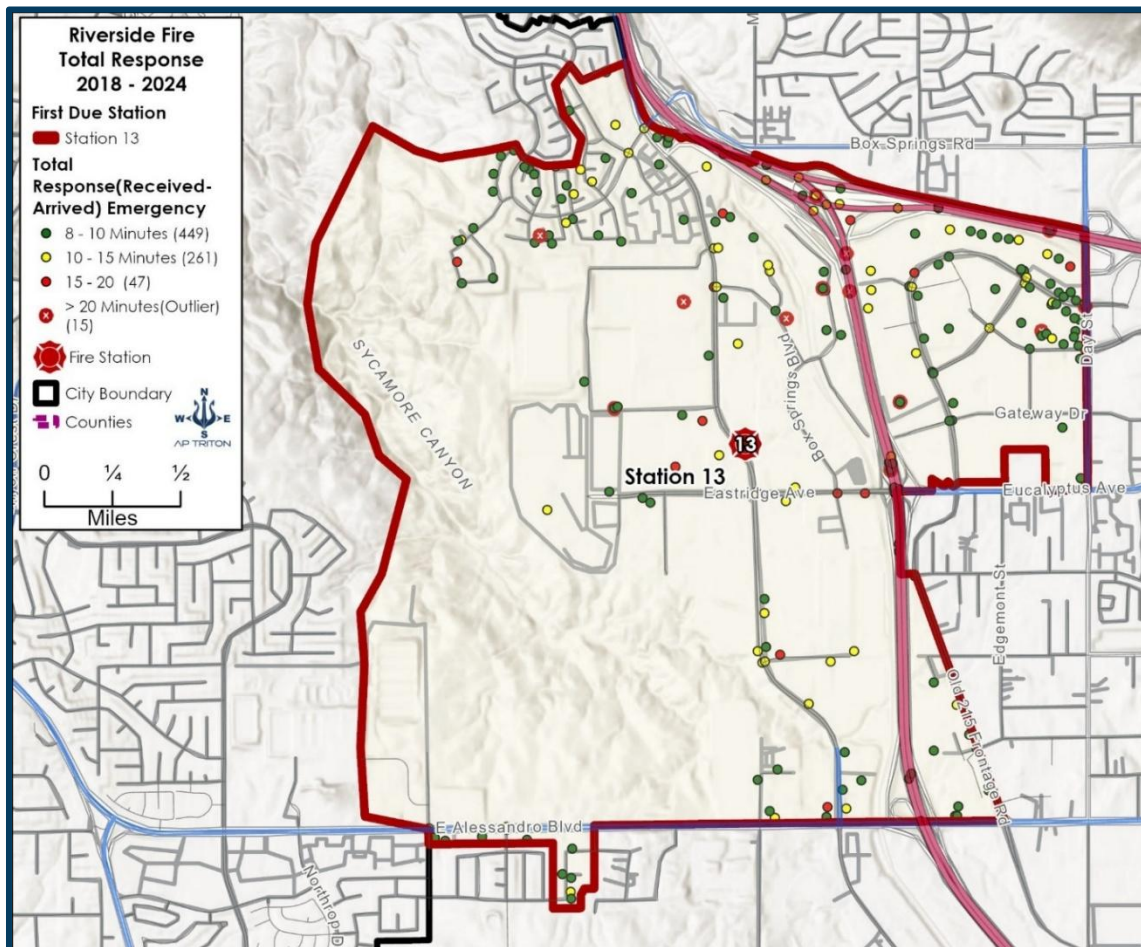 Riverside Fire
Total Response
2018 - 2024
First Due Station
Station 13
Total
Response(Received-
Arrived) Emergency
8 - 10 Minutes (449)
10 - 15 Minutes (261)
15 - 20 (47)
> 20 Minutes(Outlier)
(15)
Fire Station
City Boundary
Counties
N
W E
S
AP TRITON
0 1/4 1/2
Miles
Box Springs Rd
SYCAMORE CANYON
Box Springs Blvd
Day St
Gateway Dr
13
Station 13
Eastridge Ave
Eucalyptus Ave
Edgemont St
Old 215 Frontage Rd
E Alessandro Blvd
Northrop D